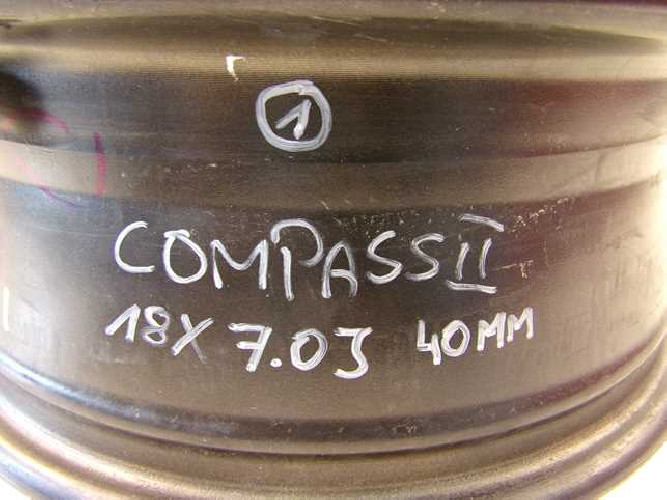 1
COMPASS II
18X 7.0J 40MM